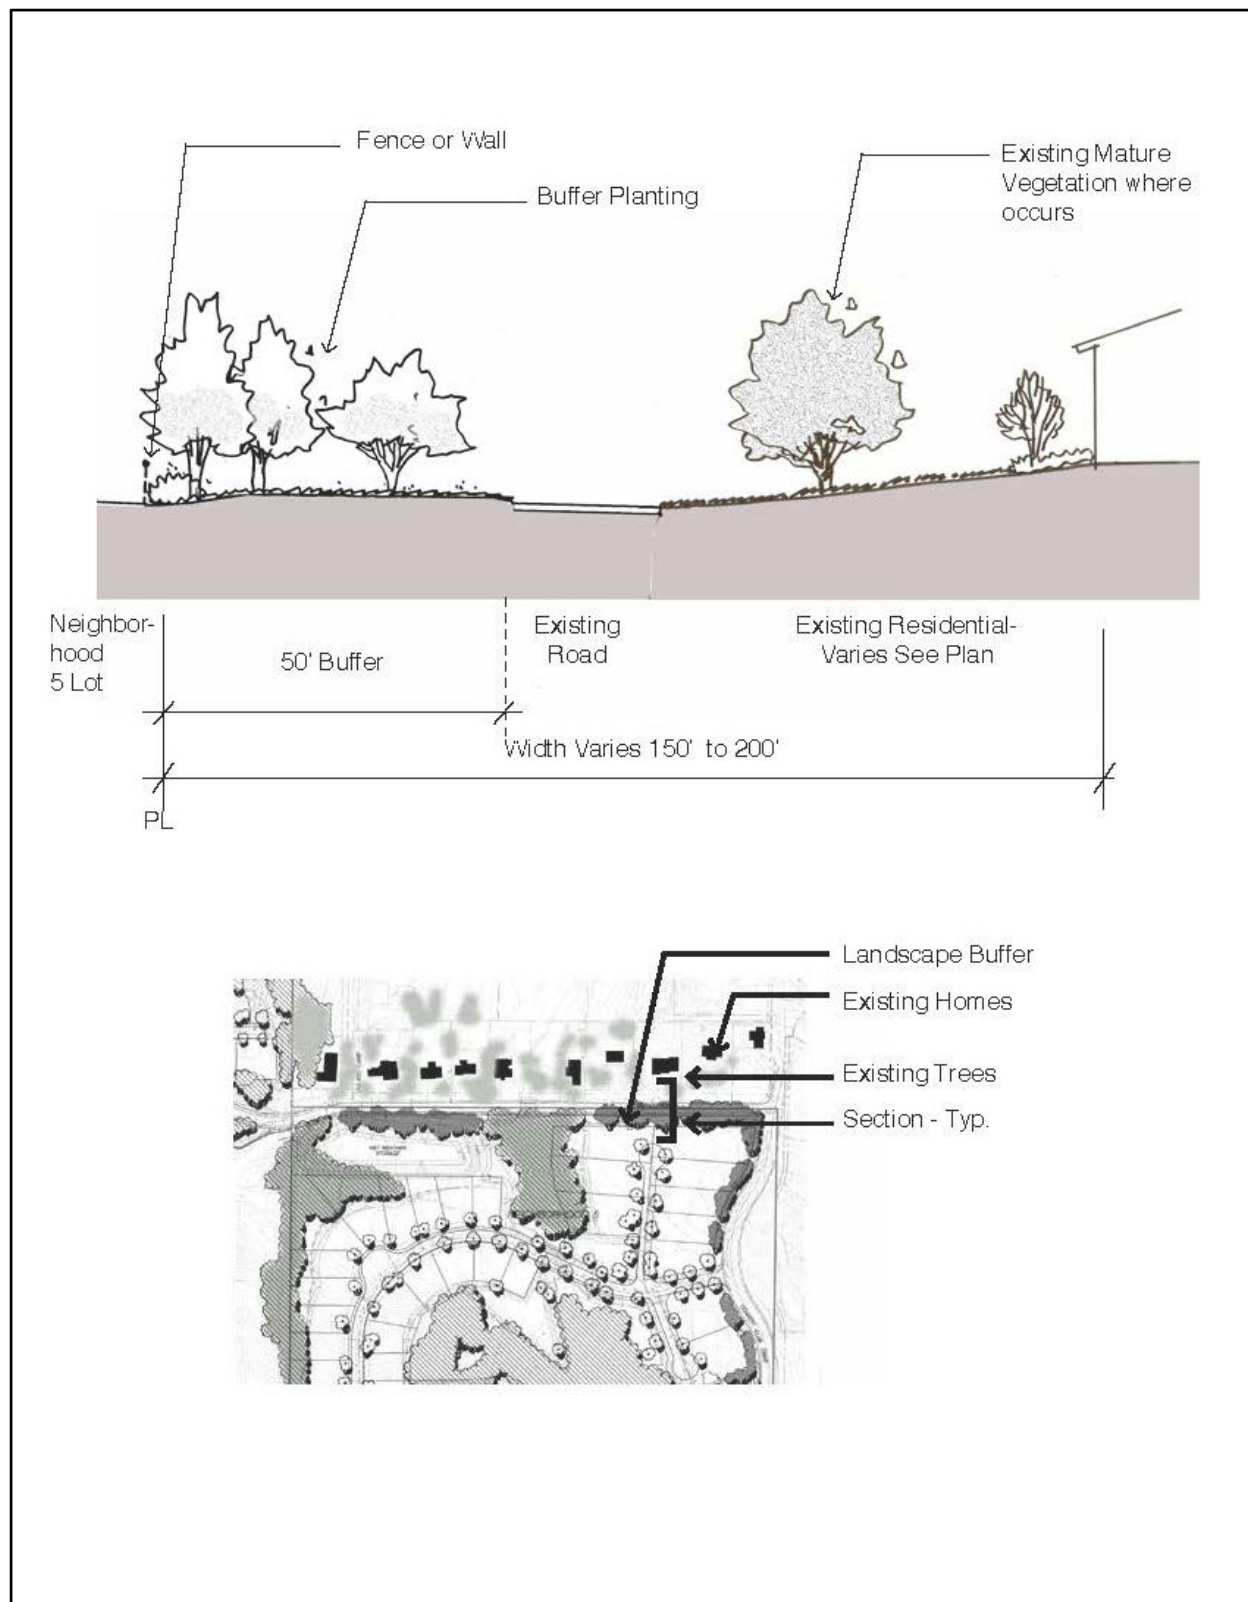 Fence or Wall
Buffer Planting
Existing Mature
Vegetation where
occurs
Neighbor-
hood
5 Lot
50' Buffer
Existing
Road
Existing Residential-
Varies See Plan
Width Varies 150' to 200'
PL
Landscape Buffer
Existing Homes
Existing Trees
Section - Typ.